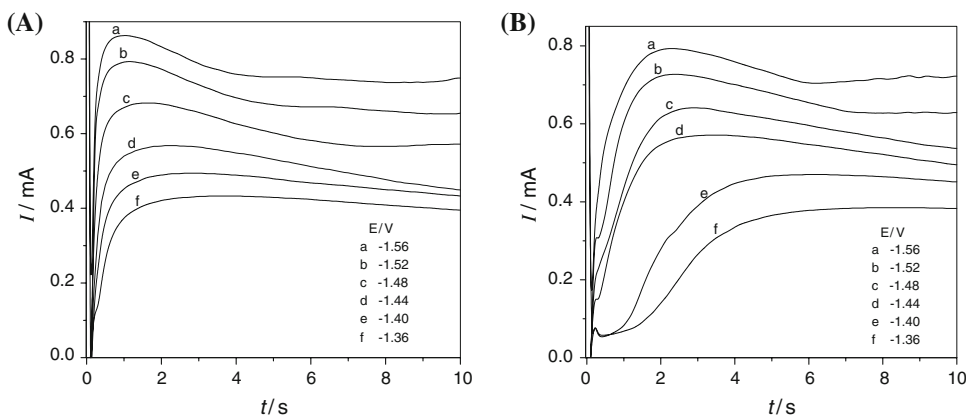 (A)
I / mA
0.8
0.6
0.4
0.2
0.0
a
b
c
d
e
f
E/V
a -1.56
b -1.52
c -1.48
d -1.44
e -1.40
f -1.36
0 2 4 6 8 10
t/s
(B)
I / mA
0.8
0.6
0.4
0.2
0.0
a
b
c
d
e
f
E/V
a -1.56
b -1.52
c -1.48
d -1.44
e -1.40
f -1.36
0 2 4 6 8 10
t/s